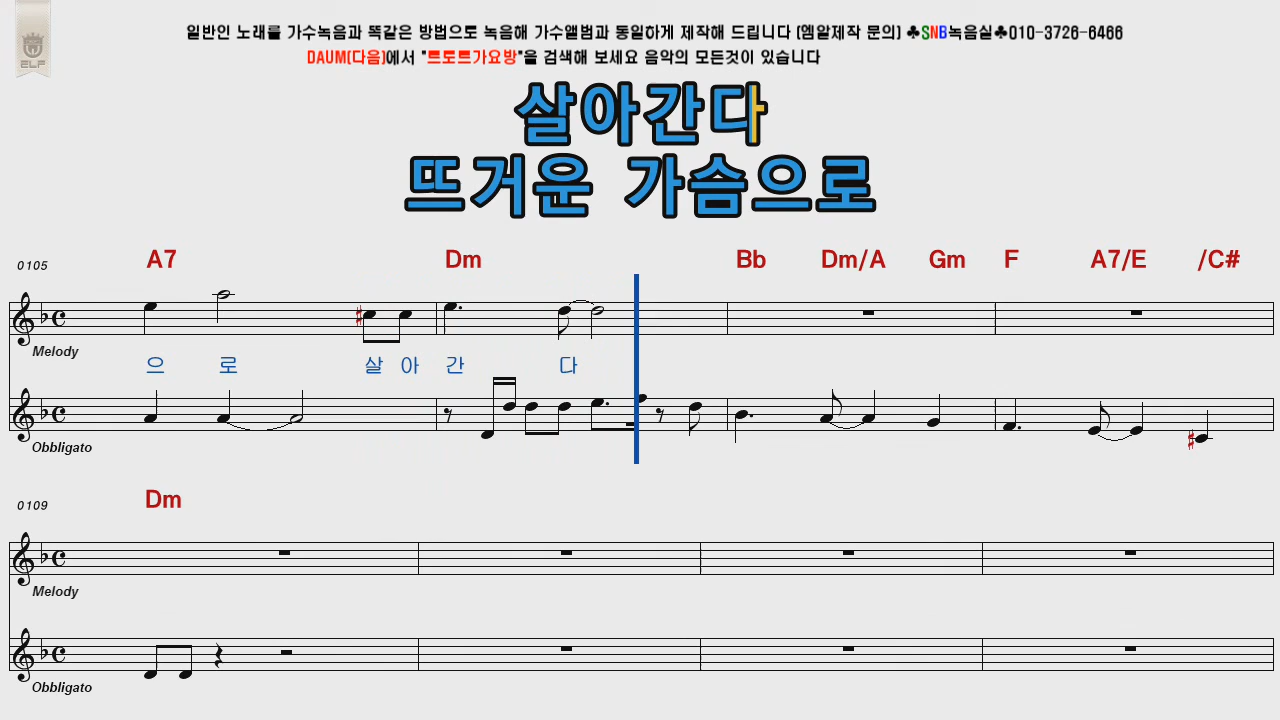 일반인 노래를 가수녹음과 똑같은 방법으로 녹음해 가수앨범과 동일하게 제작해 드립니다 (엠알제작 문의) ♣SNB녹음실♣010-3726-6466
DAUM(다음)에서 "트로트가요방"을 검색해 보세요 음악의 모든것이 있습니다
ELF
살아간다
뜨거운 가슴으로
0105 A7 Dm Bb Dm/A Gm F A7/E /C#
Melody
으 로 살 아 간 다
Obbligato
0109 Dm
Melody
Obbligato